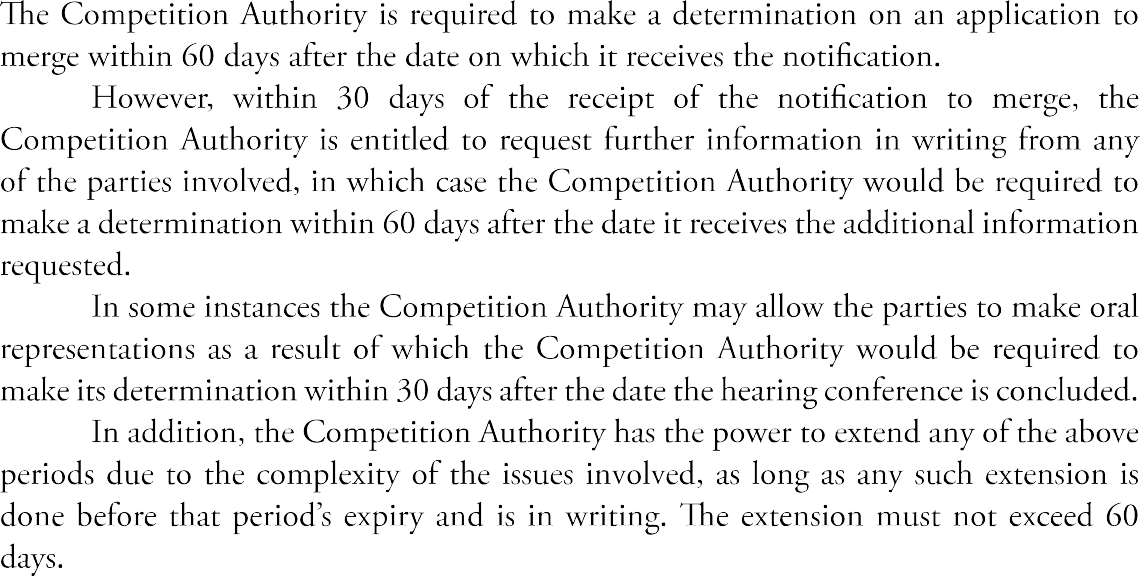 The Competition Authority is required to make a determination on an application to
merge within 60 days after the date on which it receives the notification.
However, within 30 days of the receipt of the notification to merge, the
Competition Authority is entitled to request further information in writing from any
of the parties involved, in which case the Competition Authority would be required to
make a determination within 60 days after the date it receives the additional information
requested.
In some instances the Competition Authority may allow the parties to make oral
representations as a result of which the Competition Authority would be required to
make its determination within 30 days after the date the hearing conference is concluded.
In addition, the Competition Authority has the power to extend any of the above
periods due to the complexity of the issues involved, as long as any such extension is
done before that period’s expiry and is in writing. The extension must not exceed 60
days.